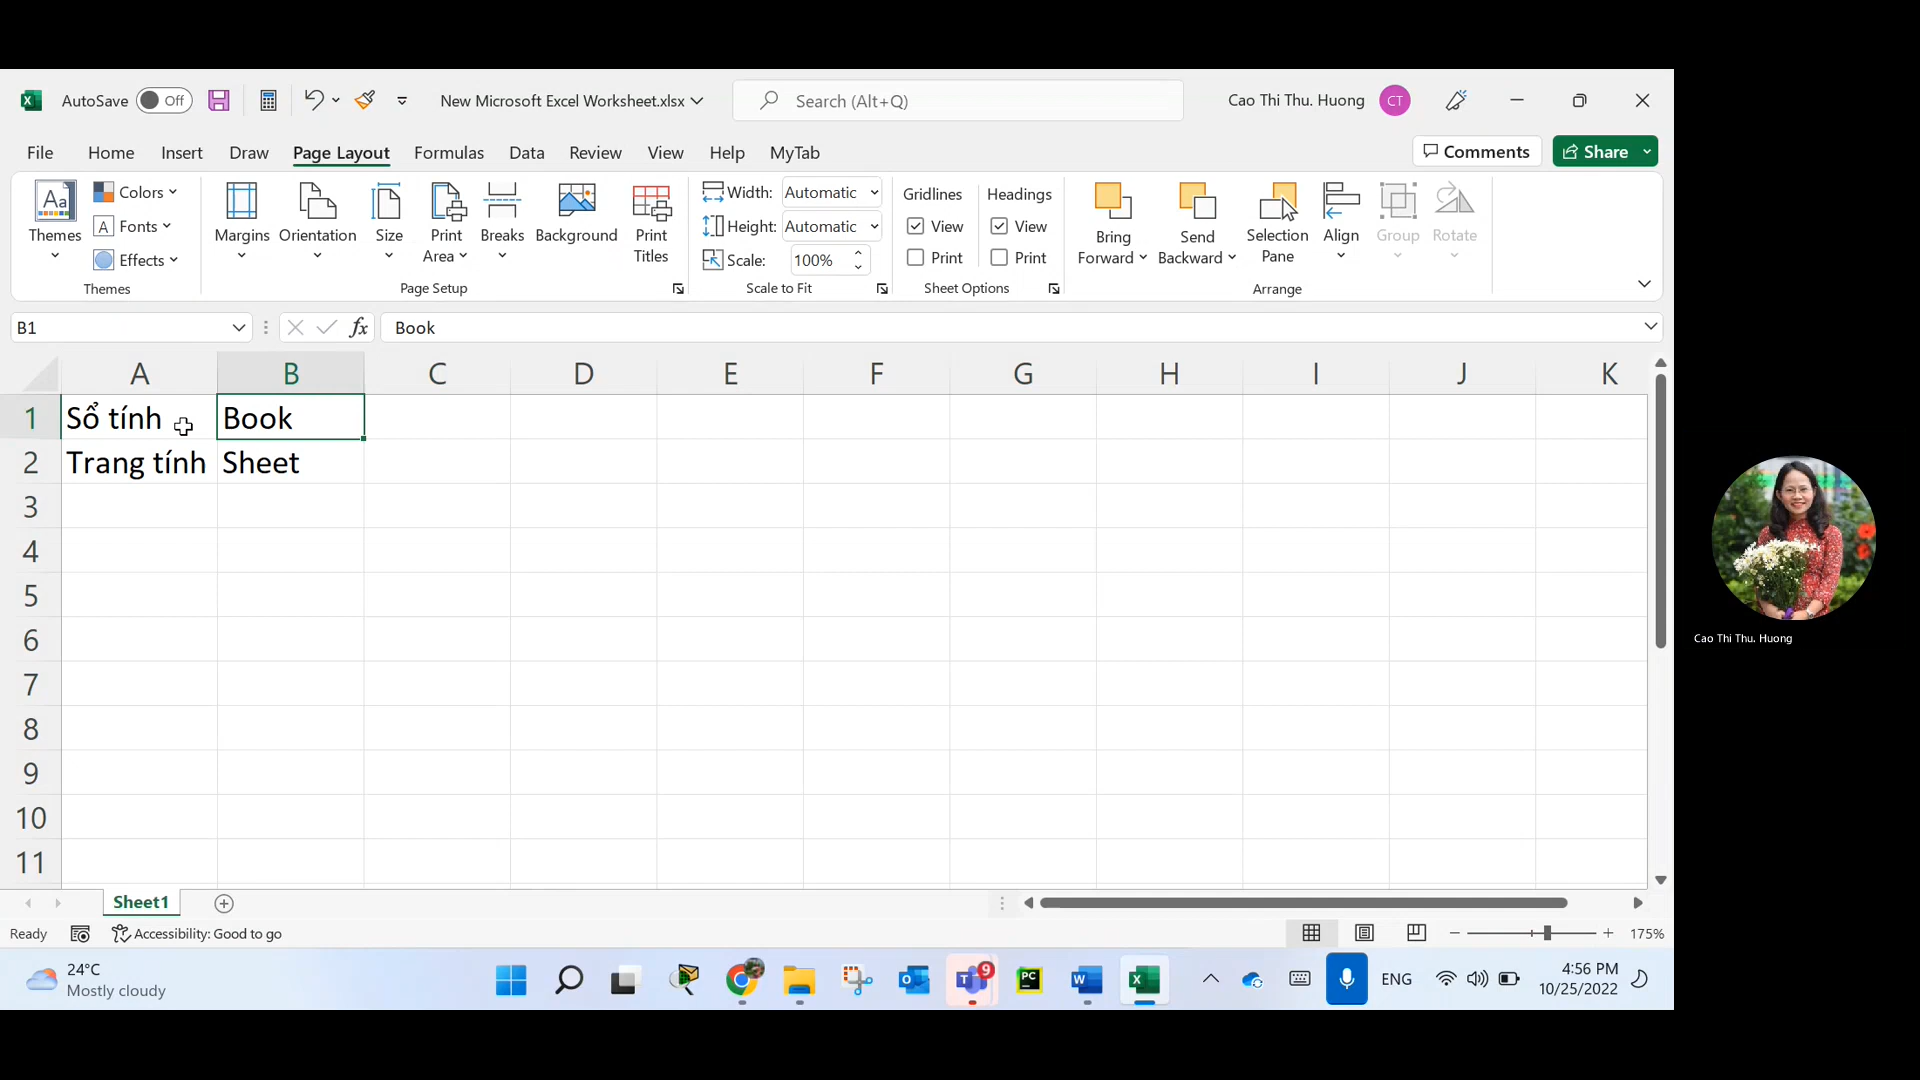 AutoSave Off New Microsoft Excel Worksheet.xlsx Search (Alt+Q) Cao Thi Thu. Huong CT
File Home Insert Draw Page Layout Formulas Data Review View Help MyTab Comments Share
Aa
Themes
Colors
A Fonts
Effects
Themes
Margins
Orientation
Size
Print
Area
Breaks
Background
Print
Titles
Page Setup
Width: Automatic
Height: Automatic
Scale: 100%
Scale to Fit
Gridlines
View
Print
Headings
View
Print
Sheet Options
Bring
Forward
Send
Backward
Selection
Pane
Align
Group
Rotate
Arrange
B1 fx Book
A B C D E F G H I J K
1 Sổ tính Book
2 Trang tính Sheet
3
4
5
6
7
8
9
10
11
Sheet1
Ready Accessibility: Good to go 175%
24°C
Mostly cloudy
T 9 PC W X
ENG
4:56 PM
10/25/2022
Cao Thi Thu. Huong